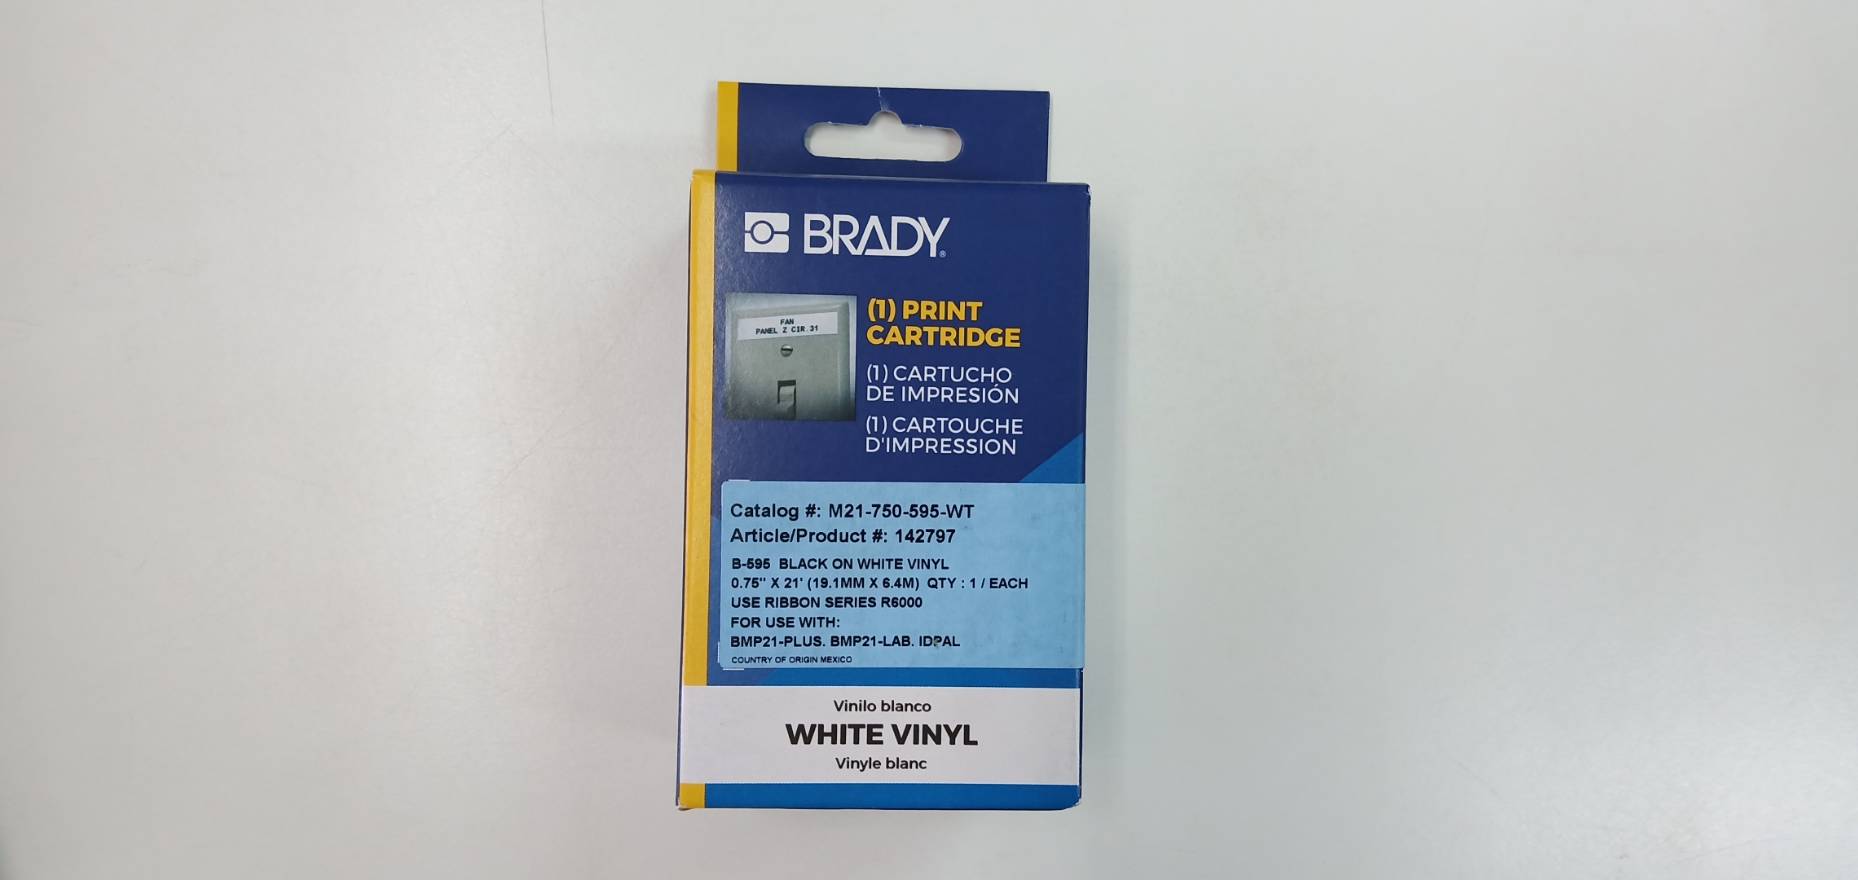 BRADY®
FAN
PANEL Z CIR.31
(1) PRINT
CARTRIDGE
(1) CARTUCHO
DE IMPRESIÓN
(1) CARTOUCHE
D'IMPRESSION
Catalog #: M21-750-595-WT
Article/Product #: 142797
B-595 BLACK ON WHITE VINYL
0.75" X 21' (19.1MM X 6.4M) QTY : 1 / EACH
USE RIBBON SERIES R6000
FOR USE WITH:
BMP21-PLUS. BMP21-LAB. IDPAL
COUNTRY OF ORIGIN MEXICO
Vinilo blanco
WHITE VINYL
Vinyle blanc